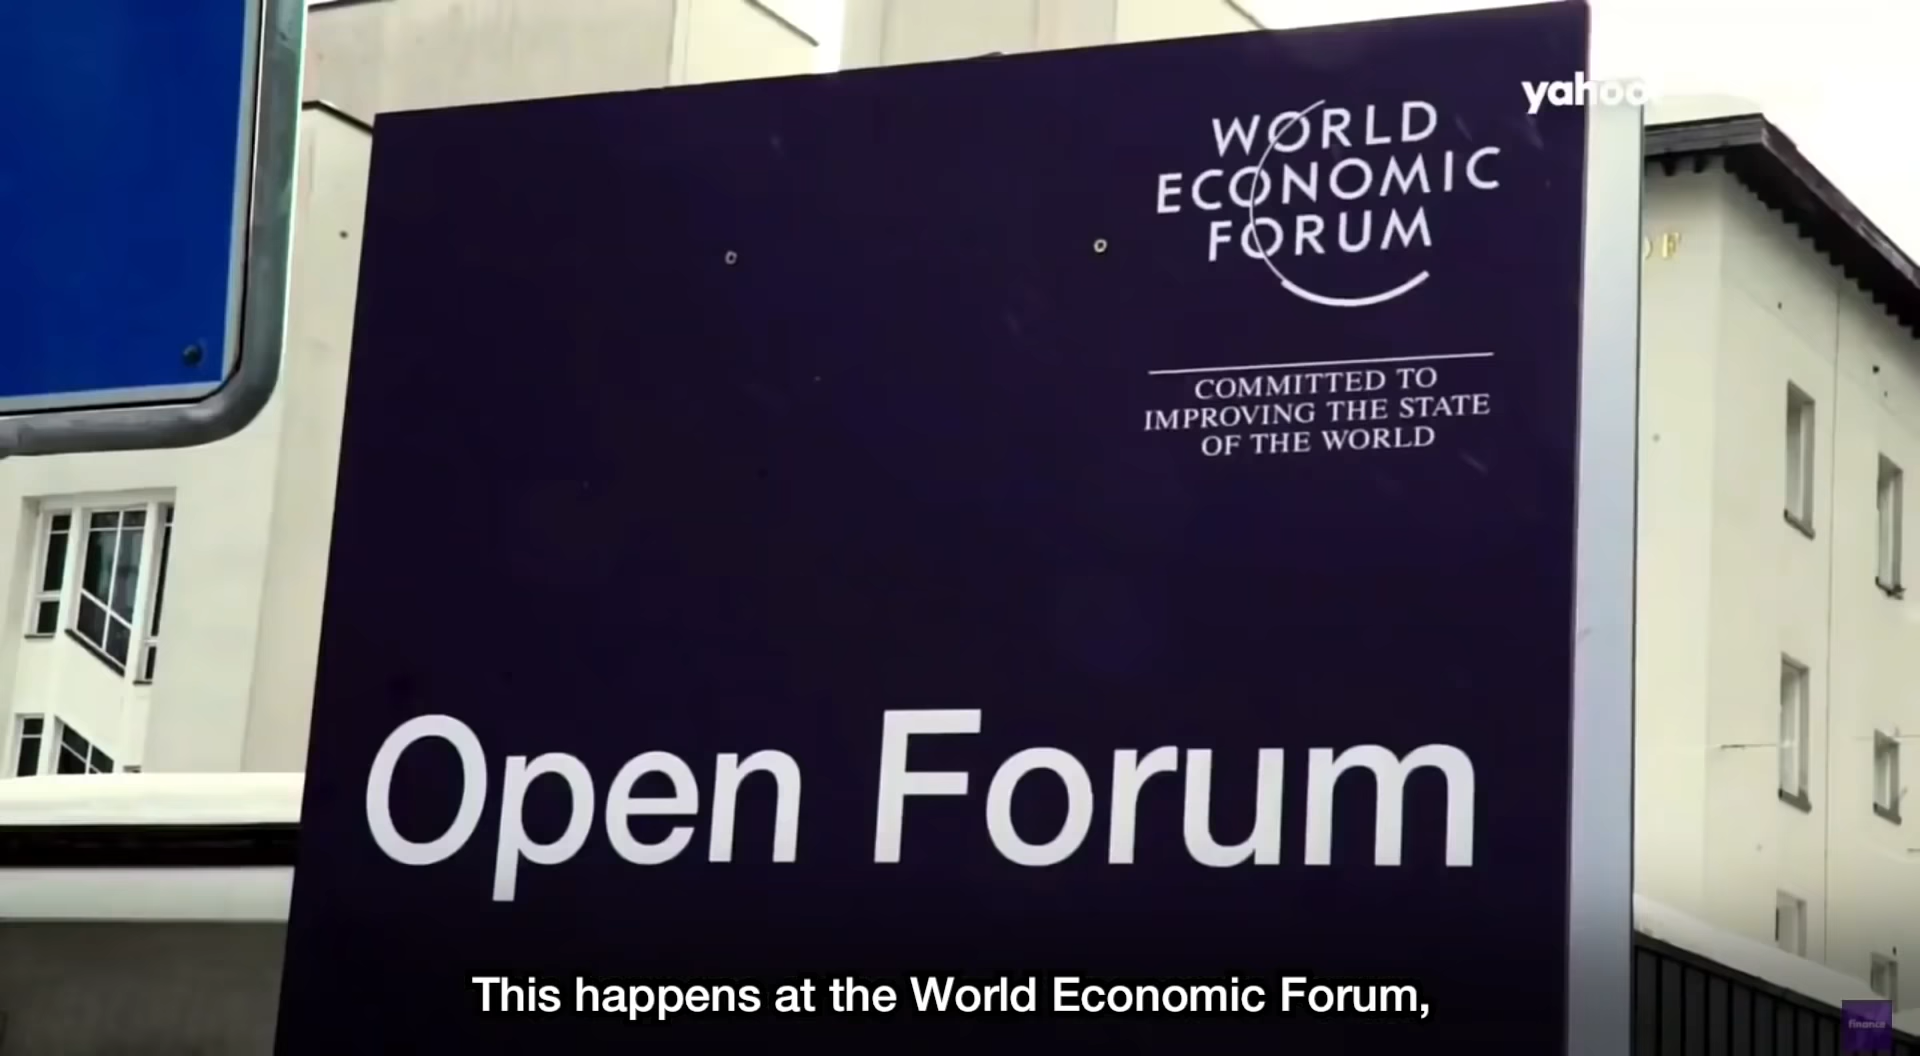 yahoo!
WORLD
ECONOMIC
FORUM
COMMITTED TO
IMPROVING THE STATE
OF THE WORLD
Open Forum
This happens at the World Economic Forum,
finance